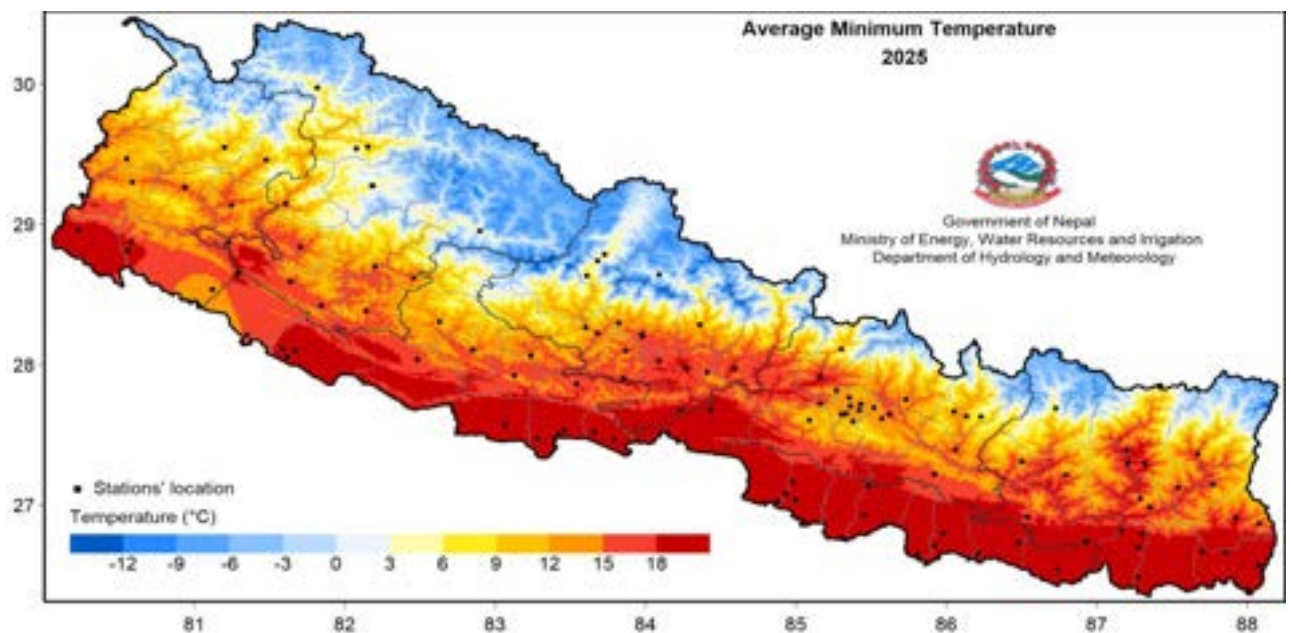 Average Minimum Temperature
2025
Government of Nepal
Ministry of Energy, Water Resources and Irrigation
Department of Hydrology and Meteorology
30
29
28
27
Stations' location
Temperature (°C)
-12 -9 -6 -3 0 3 6 9 12 15 18
81 82 83 84 85 86 87 88